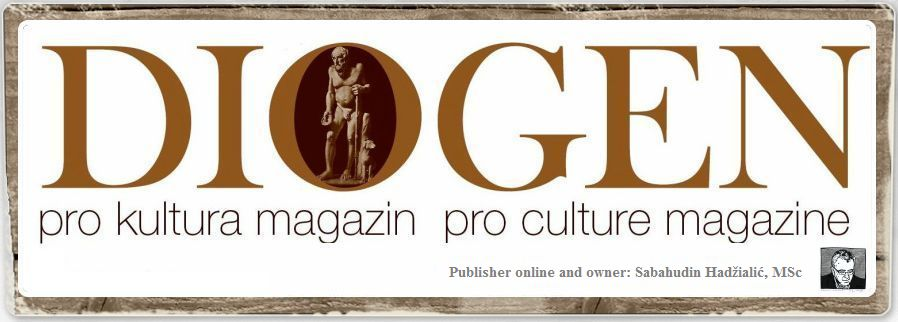 DIOGEN
pro kultura magazin pro culture magazine
Publisher online and owner: Sabahudin Hadžialić, MSc